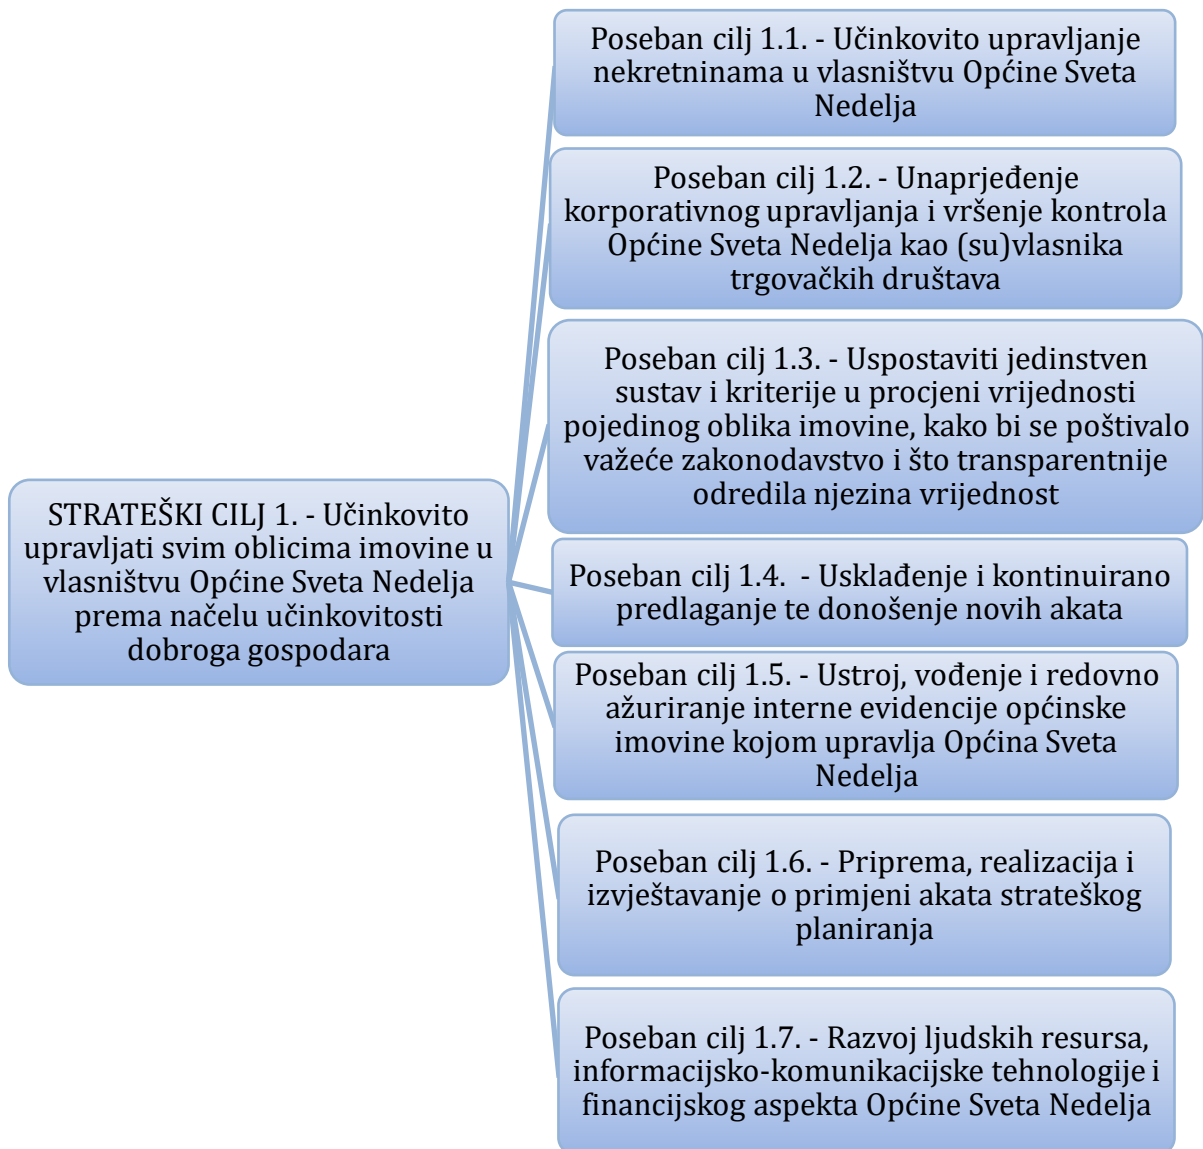 Poseban cilj 1.1. - Učinkovito upravljanje
nekretninama u vlasništvu Općine Sveta
Nedelja
Poseban cilj 1.2. - Unaprjeđenje
korporativnog upravljanja i vršenje kontrola
Općine Sveta Nedelja kao (su)vlasnika
trgovačkih društava
Poseban cilj 1.3. - Uspostaviti jedinstven
sustav i kriterije u procjeni vrijednosti
pojedinog oblika imovine, kako bi se poštivalo
važeće zakonodavstvo i što transparentnije
odredila njezina vrijednost
STRATEŠKI CILJ 1. - Učinkovito
upravljati svim oblicima imovine u
vlasništvu Općine Sveta Nedelja
prema načelu učinkovitosti
dobroga gospodara
Poseban cilj 1.4.  - Usklađenje i kontinuirano
predlaganje te donošenje novih akata
Poseban cilj 1.5. - Ustroj, vođenje i redovno
ažuriranje interne evidencije općinske
imovine kojom upravlja Općina Sveta
Nedelja
Poseban cilj 1.6. - Priprema, realizacija i
izvještavanje o primjeni akata strateškog
planiranja
Poseban cilj 1.7. - Razvoj ljudskih resursa,
informacijsko-komunikacijske tehnologije i
financijskog aspekta Općine Sveta Nedelja